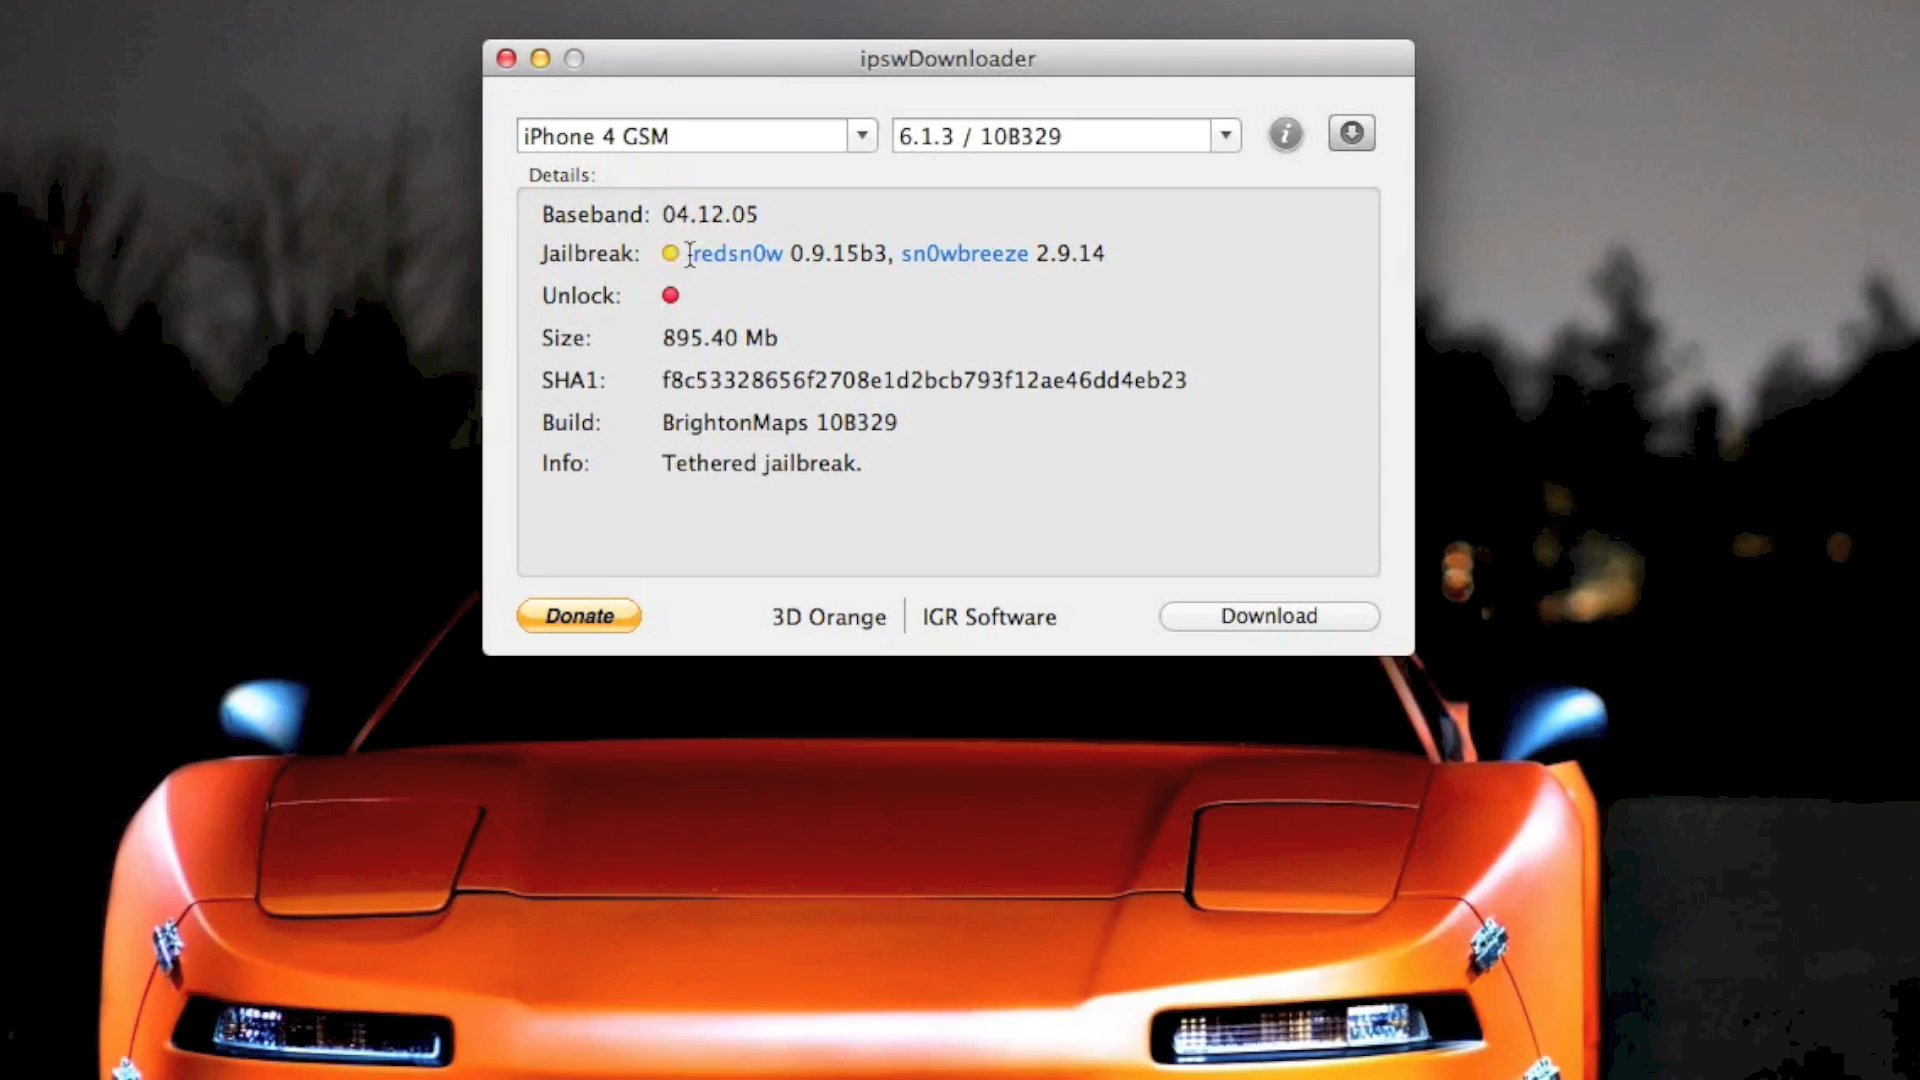 ipswDownloader
iPhone 4 GSM
6.1.3 / 10B329
Details:
Baseband: 04.12.05
Jailbreak: redsn0w 0.9.15b3, sn0wbreeze 2.9.14
Unlock:
Size: 895.40 Mb
SHA1: f8c53328656f2708e1d2bcb793f12ae46dd4eb23
Build: BrightonMaps 10B329
Info: Tethered jailbreak.
Donate
3D Orange
IGR Software
Download